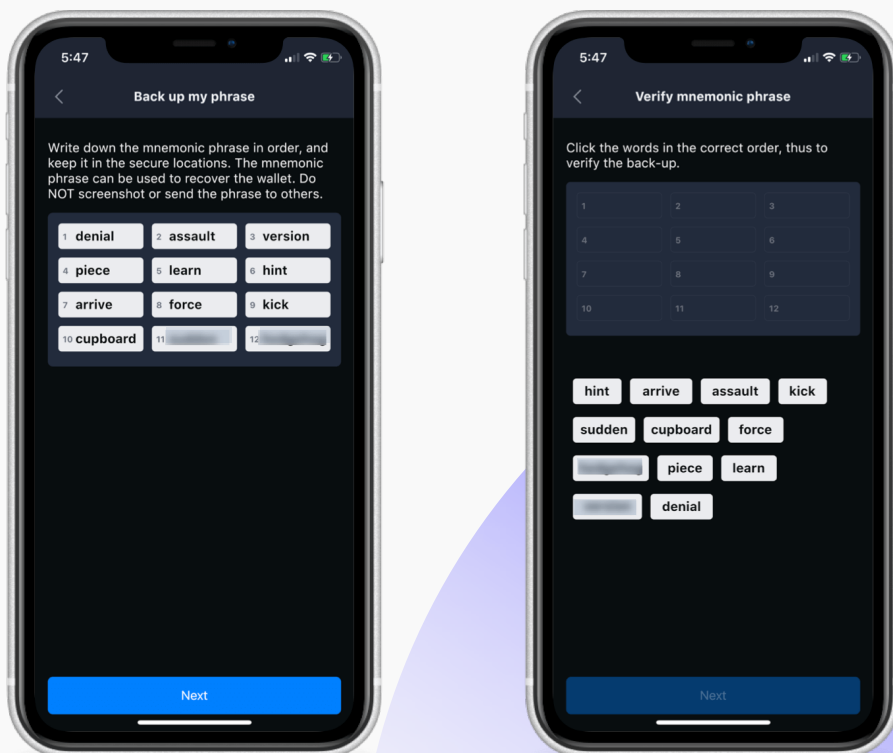 5:47
Back up my phrase
Write down the mnemonic phrase in order, and
keep it in the secure locations. The mnemonic
phrase can be used to recover the wallet. Do
NOT screenshot or send the phrase to others.
1 denial 2 assault 3 version
4 piece 5 learn 6 hint
7 arrive 8 force 9 kick
10 cupboard 11 12
Next
5:47
Verify mnemonic phrase
Click the words in the correct order, thus to
verify the back-up.
1 2 3
4 5 6
7 8 9
10 11 12
hint arrive assault kick
sudden cupboard force
piece learn
denial
Next